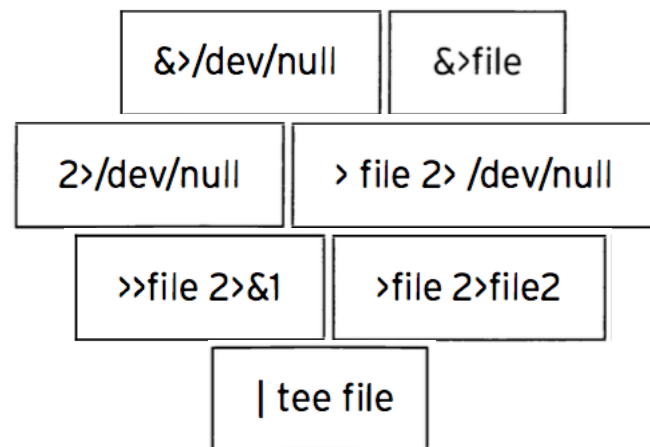 &>/dev/null
&>file
2>/dev/null
> file 2> /dev/null
>>file 2>&1
>file 2>file2
| tee file